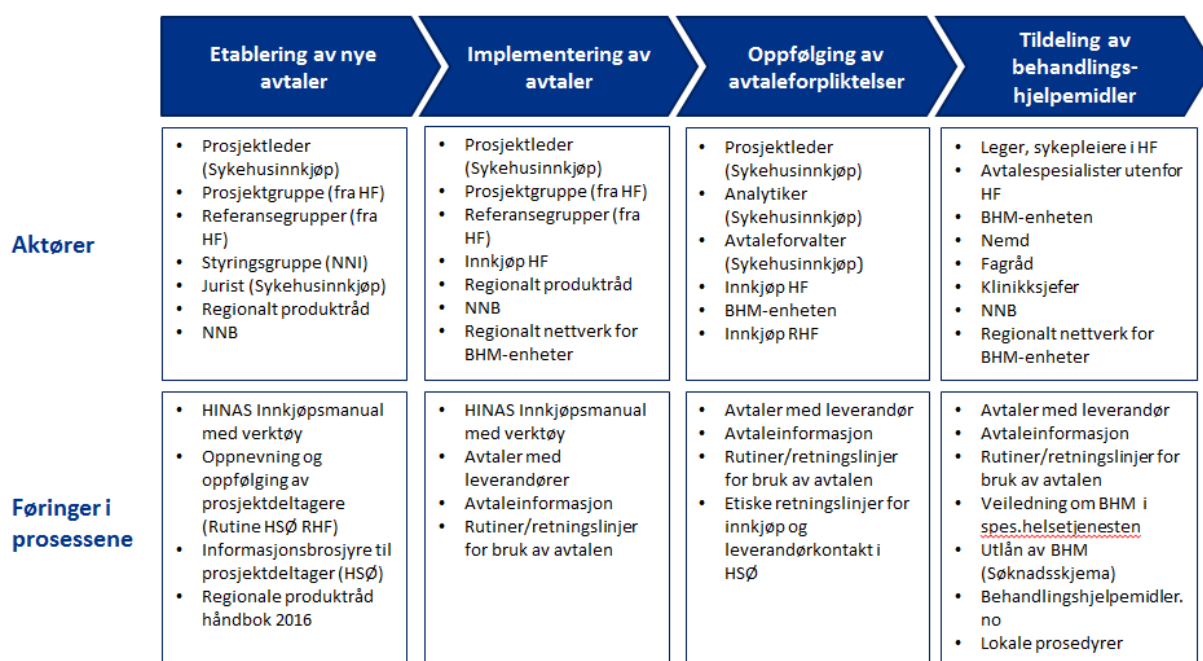 Etablering av nye
avtaler
Implementering av
avtaler
Oppfølging av
avtaleforpliktelser
Tildeling av
behandlings-
hjelpemidler
Aktører
• Prosjektleder
(Sykehusinnkjøp)
• Prosjektgruppe (fra HF)
• Referansegrupper (fra
HF)
• Styringsgruppe (NNI)
• Jurist (Sykehusinnkjøp)
• Regionalt produktråd
• NNB
• Prosjektleder
(Sykehusinnkjøp)
• Prosjektgruppe (fra HF)
• Referansegrupper (fra
HF)
• Innkjøp HF
• Regionalt produktråd
• NNB
• Regionalt nettverk for
BHM-enheter
• Prosjektleder
(Sykehusinnkjøp)
• Analytiker
(Sykehusinnkjøp)
• Avtaleforvalter
(Sykehusinnkjøp)
• Innkjøp HF
• BHM-enheten
• Innkjøp RHF
• Leger, sykepleiere i HF
• Avtalespesialister utenfor
HF
• BHM-enheten
• Nemd
• Fagråd
• Klinikksjefer
• NNB
• Regionalt nettverk for
BHM-enheter
Føringer i
prosessene
• HINAS Innkjøpsmanual
med verktøy
• Oppnevning og
oppfølging av
prosjektdeltagere
(Rutine HSØ RHF)
• Informasjonsbrosjyre til
prosjektdeltager (HSØ)
• Regionale produktråd
håndbok 2016
• HINAS Innkjøpsmanual
med verktøy
• Avtaler med
leverandører
• Avtaleinformasjon
• Rutiner/retningslinjer
for bruk av avtalen
• Avtaler med leverandør
• Avtaleinformasjon
• Rutiner/retningslinjer
for bruk av avtalen
• Etiske retningslinjer for
innkjøp og
leverandørkontakt i
HSØ
• Avtaler med leverandør
• Avtaleinformasjon
• Rutiner/retningslinjer for
bruk av avtalen
• Veiledning om BHM i
spes.helsetjenesten
• Utlån av BHM
(Søknadsskjema)
• Behandlingshjelpemidler.
no
• Lokale prosedyrer